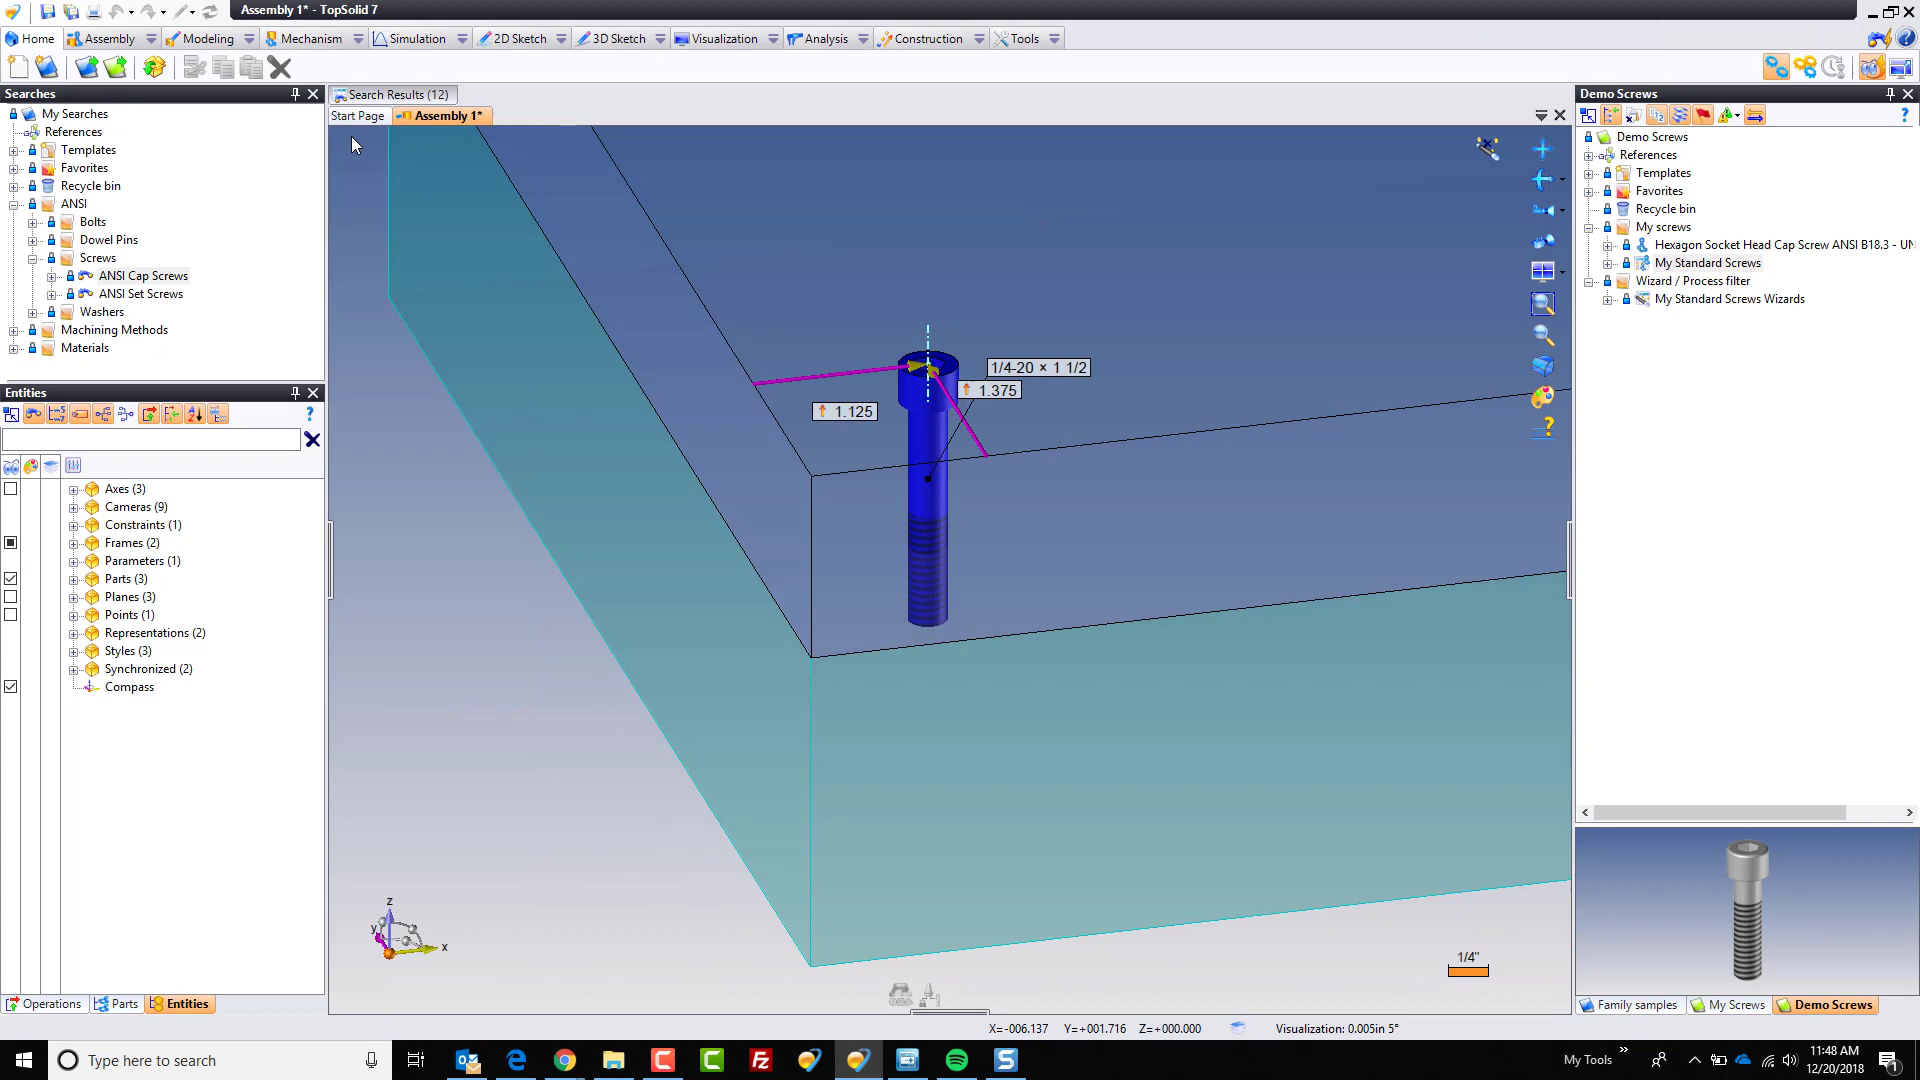 Assembly 1* - TopSolid 7
Home
Assembly
Modeling
Mechanism
Simulation
2D Sketch
3D Sketch
Visualization
Analysis
Construction
Tools
Searches
My Searches
References
Templates
Favorites
Recycle bin
ANSI
Bolts
Dowel Pins
Screws
ANSI Cap Screws
ANSI Set Screws
Washers
Machining Methods
Materials
Entities
Axes (3)
Cameras (9)
Constraints (1)
Frames (2)
Parameters (1)
Parts (3)
Planes (3)
Points (1)
Representations (2)
Styles (3)
Synchronized (2)
Compass
Operations
Parts
Entities
Search Results (12)
Start Page
Assembly 1*
1/4-20 × 1 1/2
1.375
1.125
z
y
x
1/4"
X=-006.137 Y=+001.716 Z=+000.000
Visualization: 0.005in 5°
Demo Screws
Demo Screws
References
Templates
Favorites
Recycle bin
My screws
Hexagon Socket Head Cap Screw ANSI B18.3 - UN
My Standard Screws
Wizard / Process filter
My Standard Screws Wizards
Family samples
My Screws
Demo Screws
Type here to search
My Tools
11:48 AM
12/20/2018